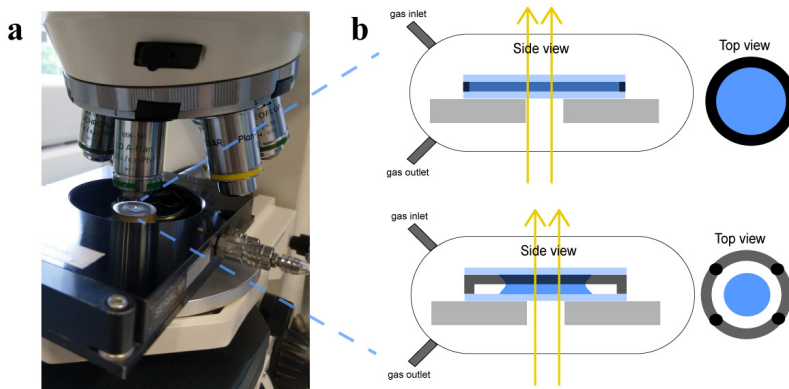 a
b
gas inlet
Side view
Top view
gas outlet
gas inlet
Side view
Top view
gas outlet